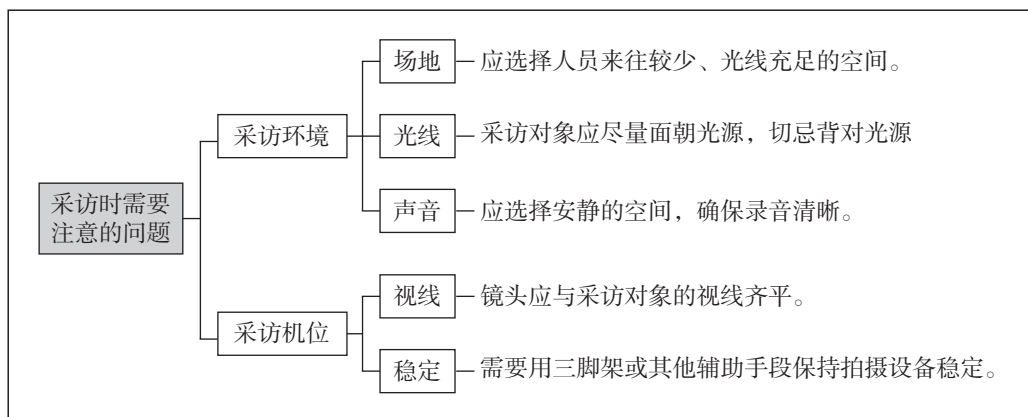 采访时需要
注意的问题
采访环境
场地
应选择人员来往较少、光线充足的空间。
光线
采访对象应尽量面朝光源，切忌背对光源
声音
应选择安静的空间，确保录音清晰。
采访机位
视线
镜头应与采访对象的视线齐平。
稳定
需要用三脚架或其他辅助手段保持拍摄设备稳定。